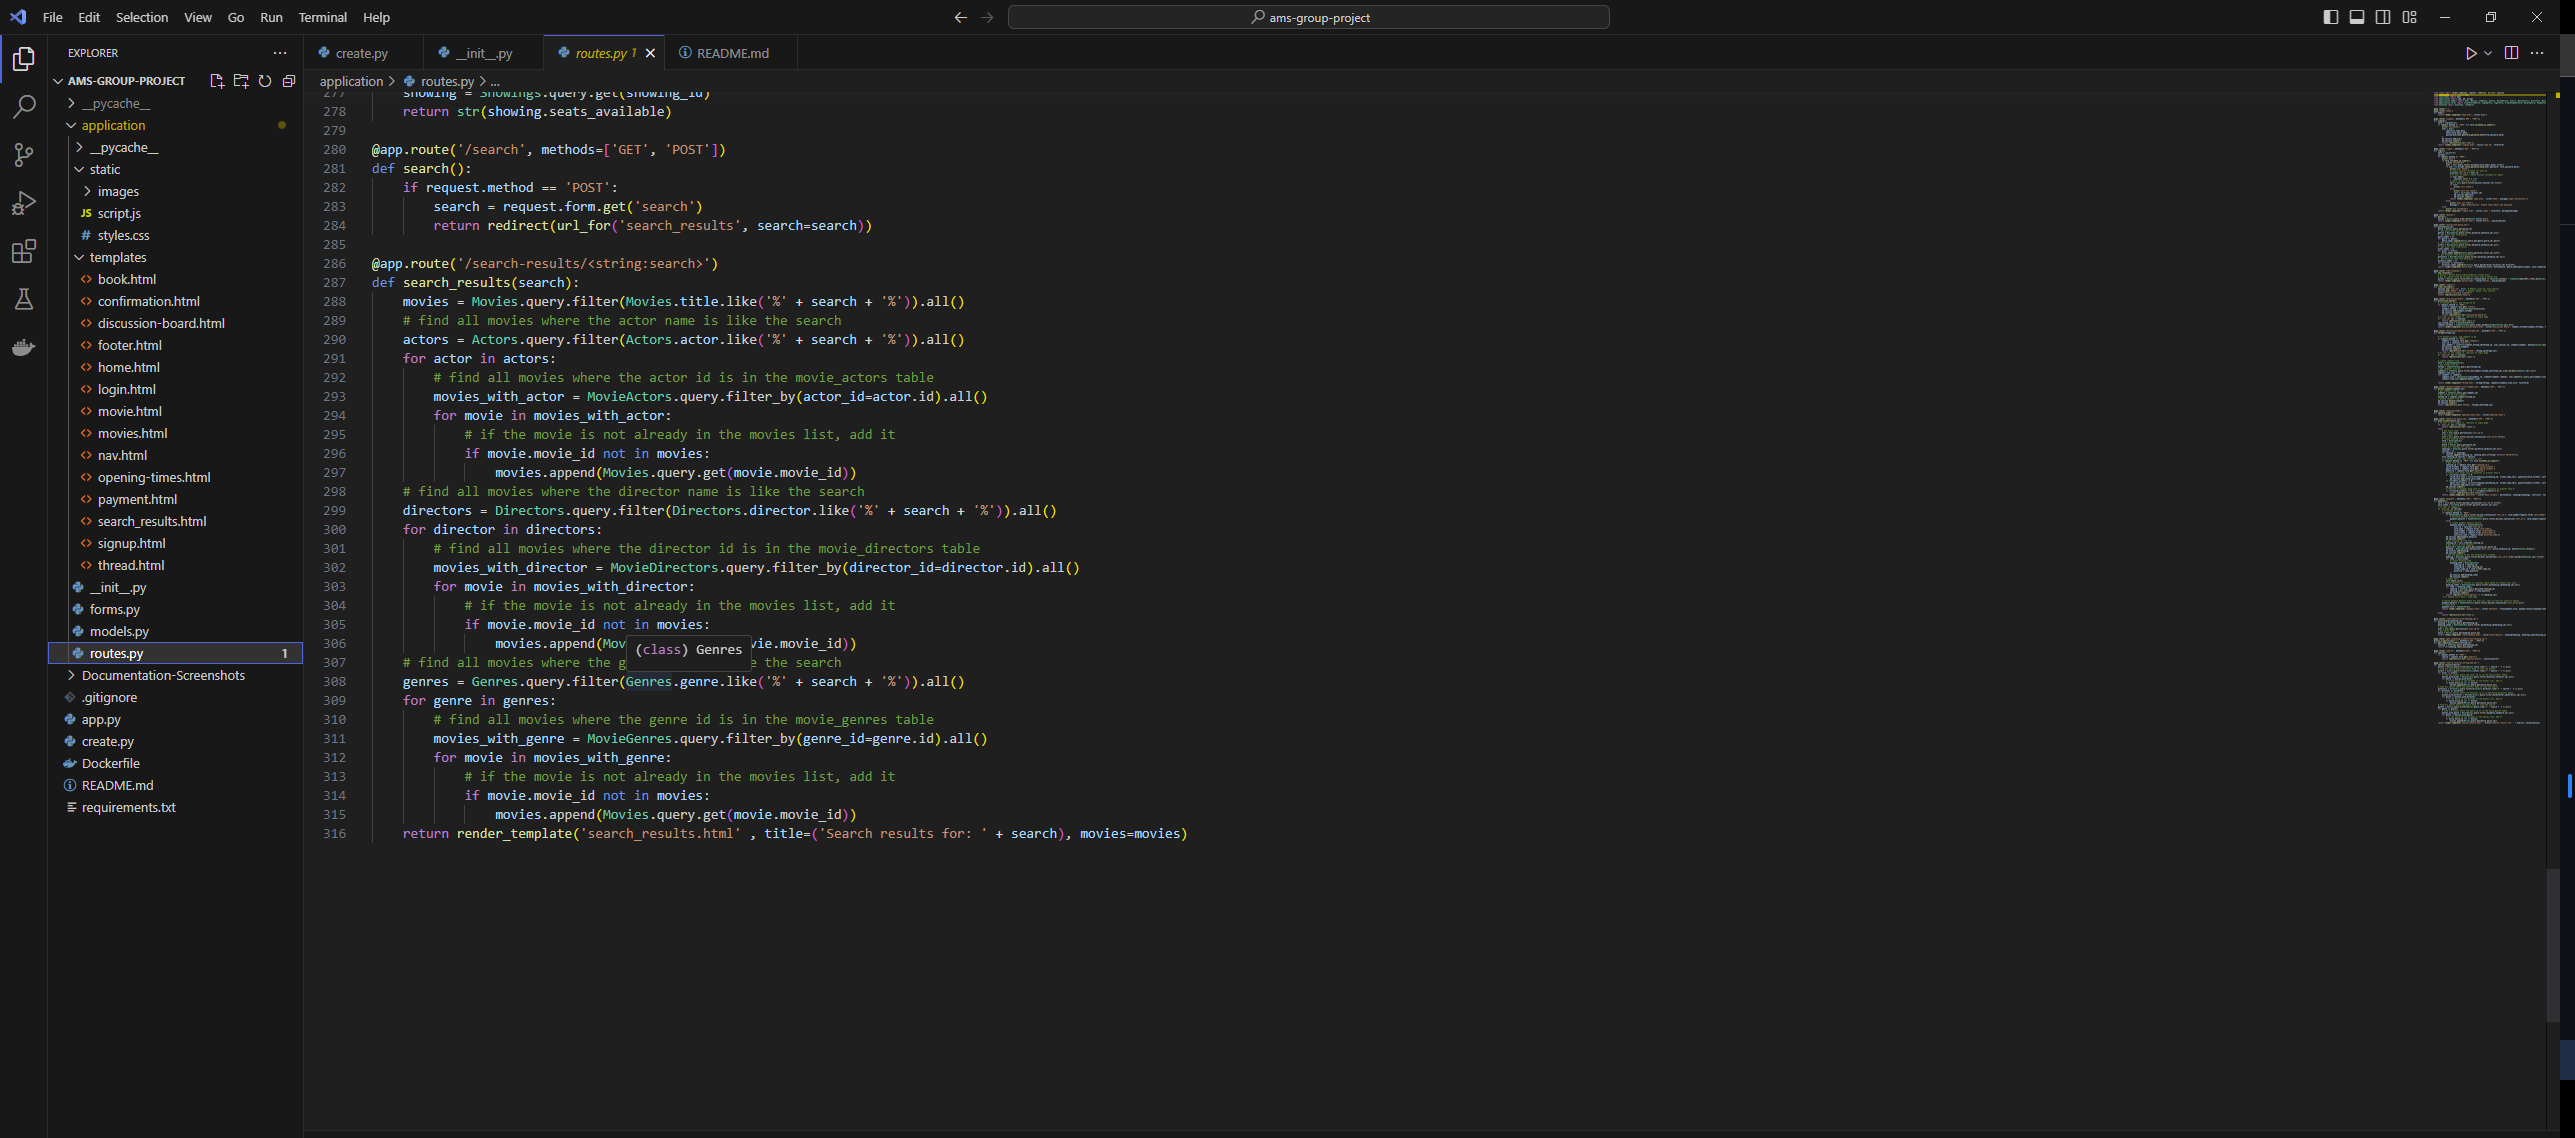 File Edit Selection View Go Run Terminal Help
ams-group-project
EXPLORER
AMS-GROUP-PROJECT
__pycache__
application
__pycache__
static
images
JS script.js
# styles.css
templates
<> book.html
<> confirmation.html
<> discussion-board.html
<> footer.html
<> home.html
<> login.html
<> movie.html
<> movies.html
<> nav.html
<> opening-times.html
<> payment.html
<> search_results.html
<> signup.html
<> thread.html
__init__.py
forms.py
models.py
routes.py 1
Documentation-Screenshots
.gitignore
app.py
create.py
Dockerfile
README.md
requirements.txt
create.py __init__.py routes.py 1 README.md
application > routes.py > ...
277 showing = Showings.query.get(showing_id)
278 return str(showing.seats_available)
279
280 @app.route('/search', methods=['GET', 'POST'])
281 def search():
282 if request.method == 'POST':
283 search = request.form.get('search')
284 return redirect(url_for('search_results', search=search))
285
286 @app.route('/search-results/<string:search>')
287 def search_results(search):
288 movies = Movies.query.filter(Movies.title.like('%' + search + '%')).all()
289 # find all movies where the actor name is like the search
290 actors = Actors.query.filter(Actors.actor.like('%' + search + '%')).all()
291 for actor in actors:
292 # find all movies where the actor id is in the movie_actors table
293 movies_with_actor = MovieActors.query.filter_by(actor_id=actor.id).all()
294 for movie in movies_with_actor:
295 # if the movie is not already in the movies list, add it
296 if movie.movie_id not in movies:
297 movies.append(Movies.query.get(movie.movie_id))
298 # find all movies where the director name is like the search
299 directors = Directors.query.filter(Directors.director.like('%' + search + '%')).all()
300 for director in directors:
301 # find all movies where the director id is in the movie_directors table
302 movies_with_director = MovieDirectors.query.filter_by(director_id=director.id).all()
303 for movie in movies_with_director:
304 # if the movie is not already in the movies list, add it
305 if movie.movie_id not in movies:
306 movies.append(Mov vie.movie_id))
(class) Genres
307 # find all movies where the g e the search
308 genres = Genres.query.filter(Genres.genre.like('%' + search + '%')).all()
309 for genre in genres:
310 # find all movies where the genre id is in the movie_genres table
311 movies_with_genre = MovieGenres.query.filter_by(genre_id=genre.id).all()
312 for movie in movies_with_genre:
313 # if the movie is not already in the movies list, add it
314 if movie.movie_id not in movies:
315 movies.append(Movies.query.get(movie.movie_id))
316 return render_template('search_results.html' , title=('Search results for: ' + search), movies=movies)